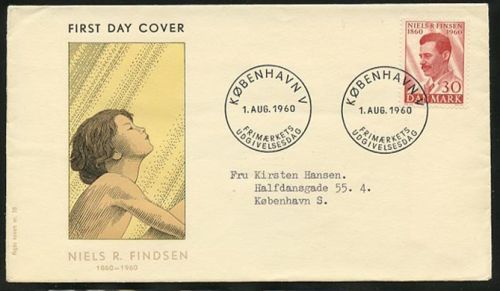 FIRST DAY COVER
NIELS R. FINSEN
1860 1960
30
DANMARK
KØBENHAVN V
1. AUG. 1960
FRIMÆRKETS
UDGIVELSESDAG
KØBENHAVN V
1. AUG. 1960
FRIMÆRKETS
UDGIVELSESDAG
Fru Kirsten Hansen.
Halfdansgade 55. 4.
København S.
NIELS R. FINDSEN
1860-1960